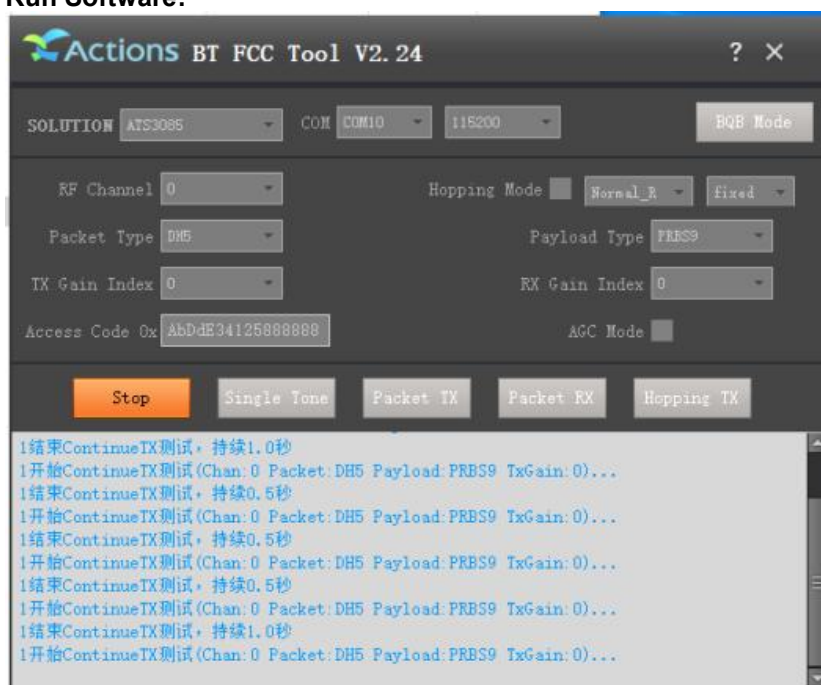 Run Software:
Actions BT FCC Tool V2.24 ? ×
SOLUTION ATS3085 COM COM10 115200 BQB Mode
RF Channel 0 Hopping Mode Normal_R fixed
Packet Type DH5 Payload Type PRBS9
TX Gain Index 0 RX Gain Index 0
Access Code 0x AbDdE34125888888 AGC Mode
Stop Single Tone Packet TX Packet RX Hopping TX
1结束ContinueTX测试，持续1.0秒
1开始ContinueTX测试(Chan:0 Packet:DH5 Payload:PRBS9 TxGain:0)...
1结束ContinueTX测试，持续0.5秒
1开始ContinueTX测试(Chan:0 Packet:DH5 Payload:PRBS9 TxGain:0)...
1结束ContinueTX测试，持续0.5秒
1开始ContinueTX测试(Chan:0 Packet:DH5 Payload:PRBS9 TxGain:0)...
1结束ContinueTX测试，持续0.5秒
1开始ContinueTX测试(Chan:0 Packet:DH5 Payload:PRBS9 TxGain:0)...
1结束ContinueTX测试，持续1.0秒
1开始ContinueTX测试(Chan:0 Packet:DH5 Payload:PRBS9 TxGain:0)...